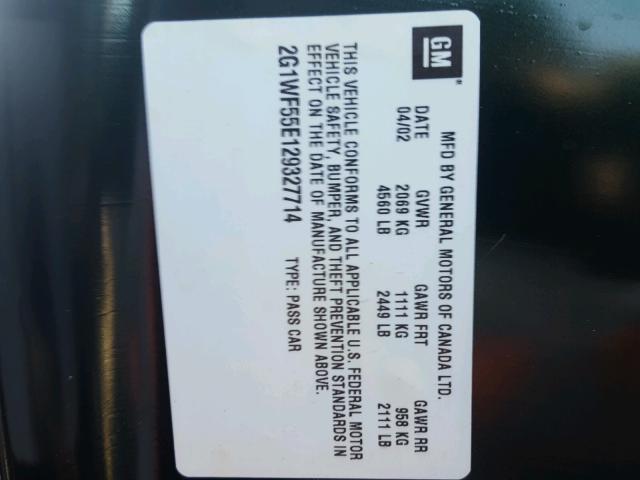 GM
MFD BY GENERAL MOTORS OF CANADA LTD.
DATE GVWR GAWR FRT GAWR RR
04/02 2069 KG 1111 KG 958 KG
4560 LB 2449 LB 2111 LB
THIS VEHICLE CONFORMS TO ALL APPLICABLE U.S. FEDERAL MOTOR
VEHICLE SAFETY, BUMPER, AND THEFT PREVENTION STANDARDS IN
EFFECT ON THE DATE OF MANUFACTURE SHOWN ABOVE.
2G1WF55E129327714 TYPE: PASS CAR